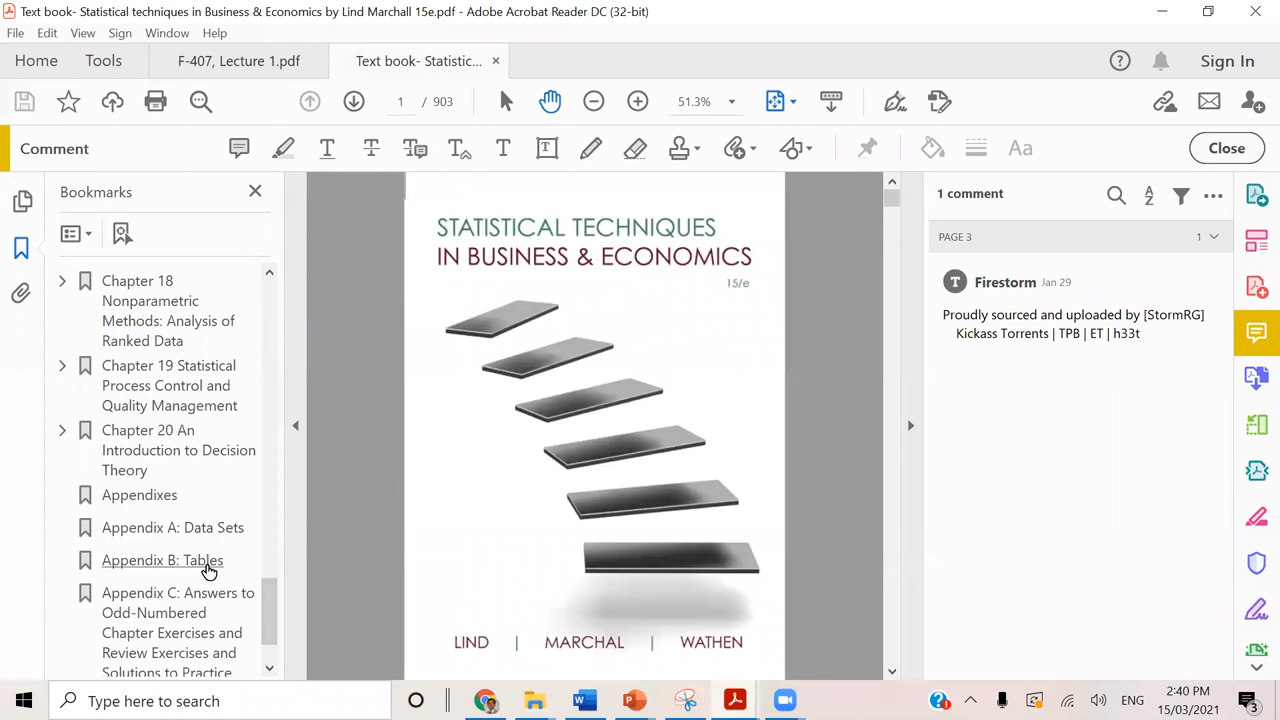 Text book- Statistical techniques in Business & Economics by Lind Marchall 15e.pdf - Adobe Acrobat Reader DC (32-bit)
File Edit View Sign Window Help
Home Tools F-407, Lecture 1.pdf Text book- Statistic... × Sign In
1 / 903 51.3%
Comment Close
Bookmarks
Chapter 18
Nonparametric
Methods: Analysis of
Ranked Data
Chapter 19 Statistical
Process Control and
Quality Management
Chapter 20 An
Introduction to Decision
Theory
Appendixes
Appendix A: Data Sets
Appendix B: Tables
Appendix C: Answers to
Odd-Numbered
Chapter Exercises and
Review Exercises and
Solutions to Practice
STATISTICAL TECHNIQUES
IN BUSINESS & ECONOMICS
15/e
LIND | MARCHAL | WATHEN
1 comment
PAGE 3 1
T Firestorm Jan 29
Proudly sourced and uploaded by [StormRG]
Kickass Torrents | TPB | ET | h33t
Type here to search
ENG
2:40 PM
15/03/2021
3